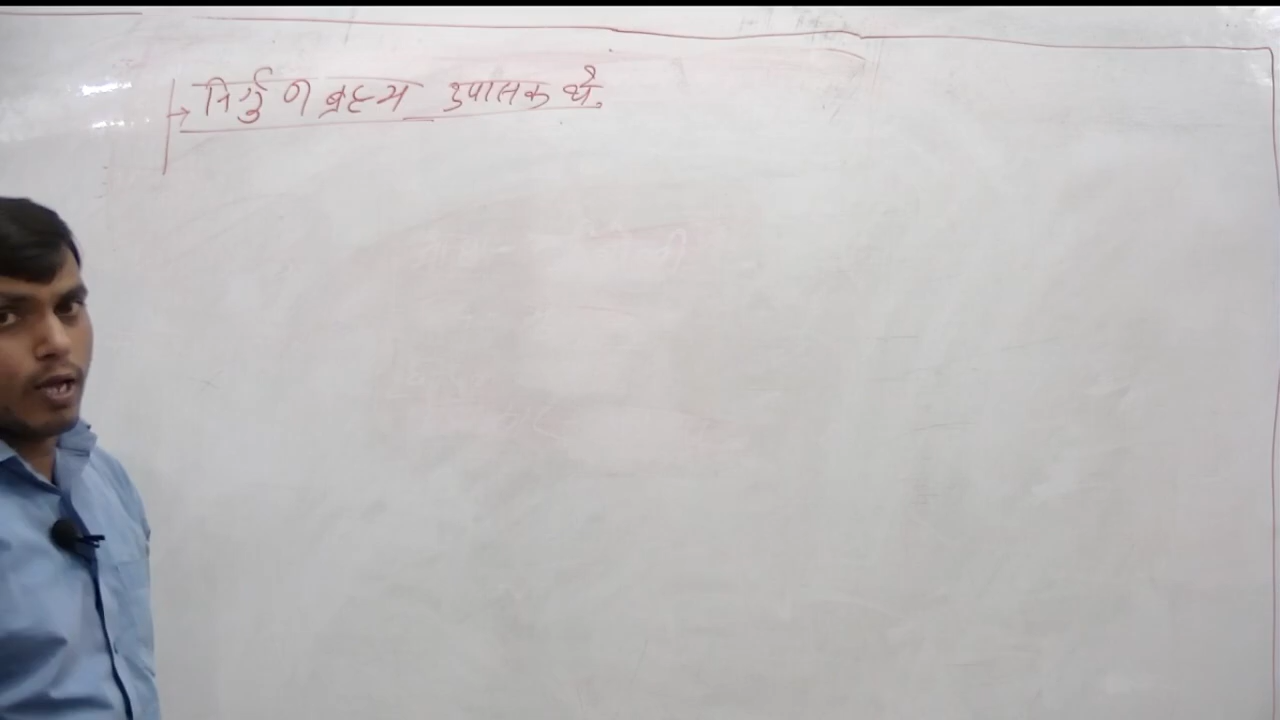 → निर्गुण ब्रह्म उपासक थे.